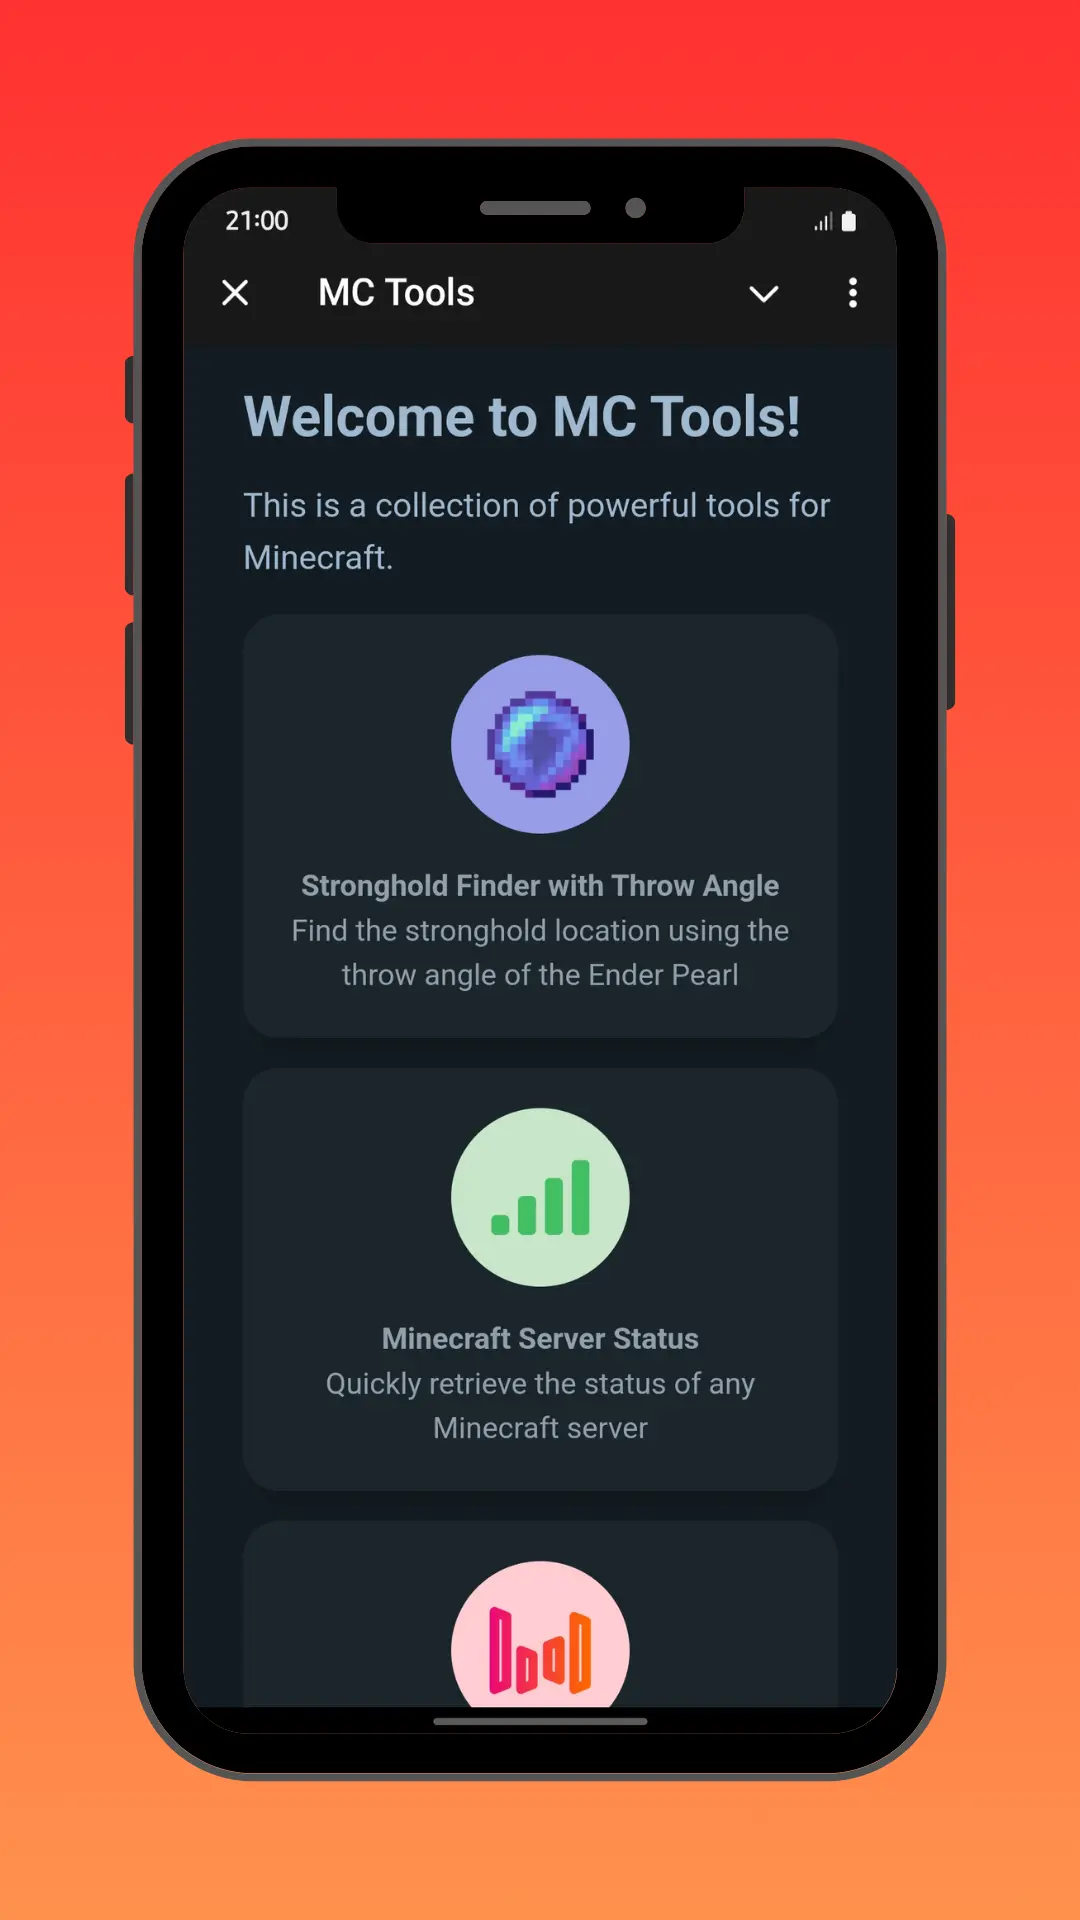 21:00
MC Tools
Welcome to MC Tools!
This is a collection of powerful tools for
Minecraft.
Stronghold Finder with Throw Angle
Find the stronghold location using the
throw angle of the Ender Pearl
Minecraft Server Status
Quickly retrieve the status of any
Minecraft server